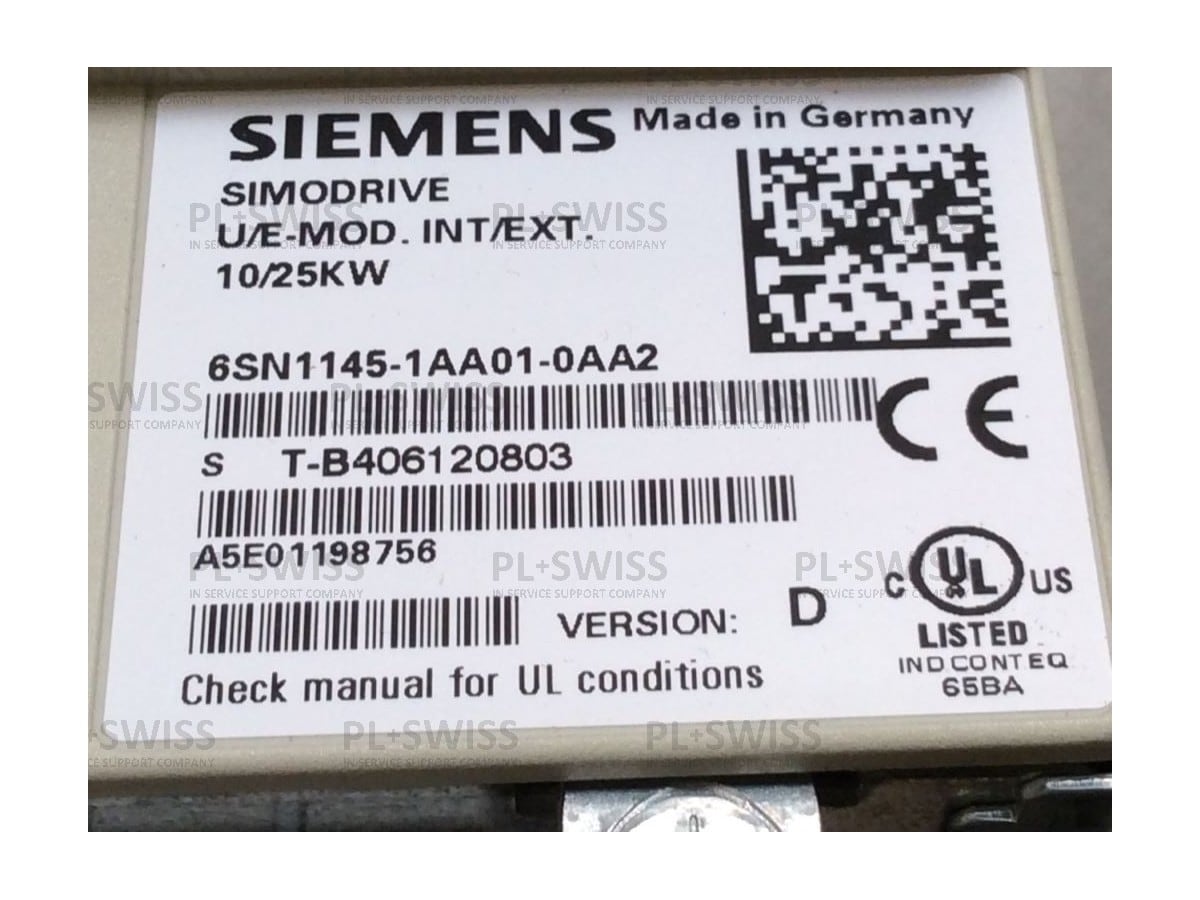 SIEMENS Made in Germany
SIMODRIVE
U/E-MOD. INT/EXT.
10/25KW
6SN1145-1AA01-0AA2
S T-B406120803
A5E01198756
VERSION: D
C UL US
LISTED
IND CONT EQ
65BA
Check manual for UL conditions
PL+SWISS
IN SERVICE SUPPORT COMPANY